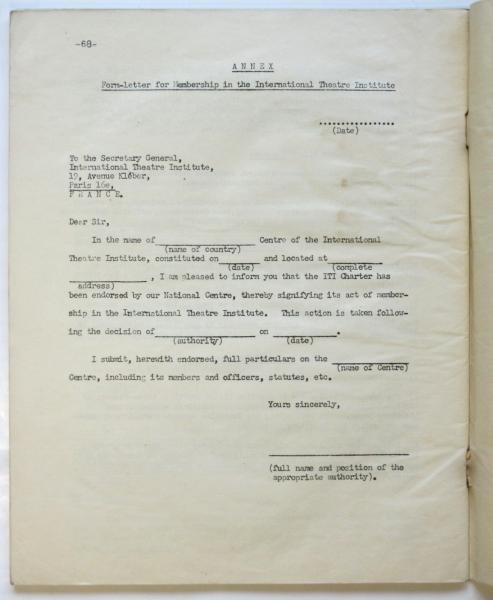 -68-
A N N E X
Form-letter for Membership in the International Theatre Institute
.................
(Date)
To the Secretary General,
International Theatre Institute,
19, Avenue Kléber,
Paris 16e,
F R A N C E.
Dear Sir,
In the name of ____________ Centre of the International
(name of country)
Theatre Institute, constituted on ______ and located at ________
(date) (complete
__________, I am pleased to inform you that the ITI Charter has
address)
been endorsed by our National Centre, thereby signifying its act of member-
ship in the International Theatre Institute. This action is taken follow-
ing the decision of ____________ on ________.
(authority) (date)
I submit, herewith endorsed, full particulars on the __________
(name of Centre)
Centre, including its members and officers, statutes, etc.
Yours sincerely,
____________________
(full name and position of the
appropriate authority).